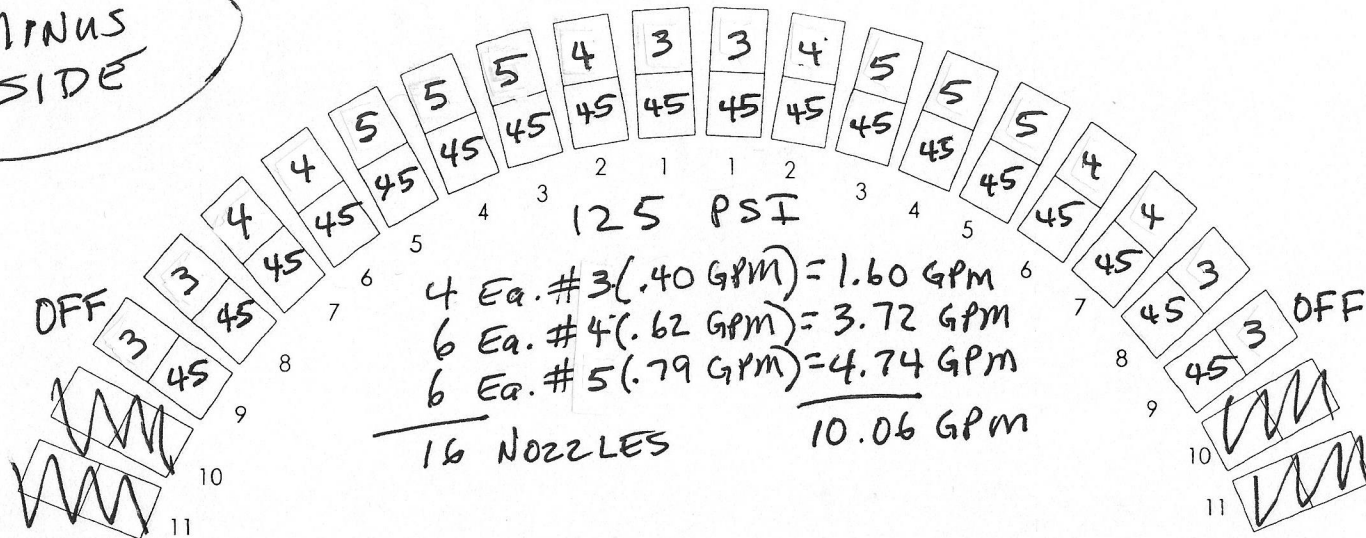 MINUS
SIDE
OFF
3 3 4 4 5 5 5 4 3 3 4 5 5 5 4 4 3 3
OFF
45 45 45 45 45 45 45 45 45 45 45 45 45 45 45 45 45 45
11 10 9 8 7 6 5 4 3 2 1 1 2 3 4 5 6 7 8 9 10 11
125 PSI
4 Ea. #3 (.40 GPM) = 1.60 GPM
6 Ea. #4 (.62 GPM) = 3.72 GPM
6 Ea. #5 (.79 GPM) = 4.74 GPM
16 NOZZLES 10.06 GPM